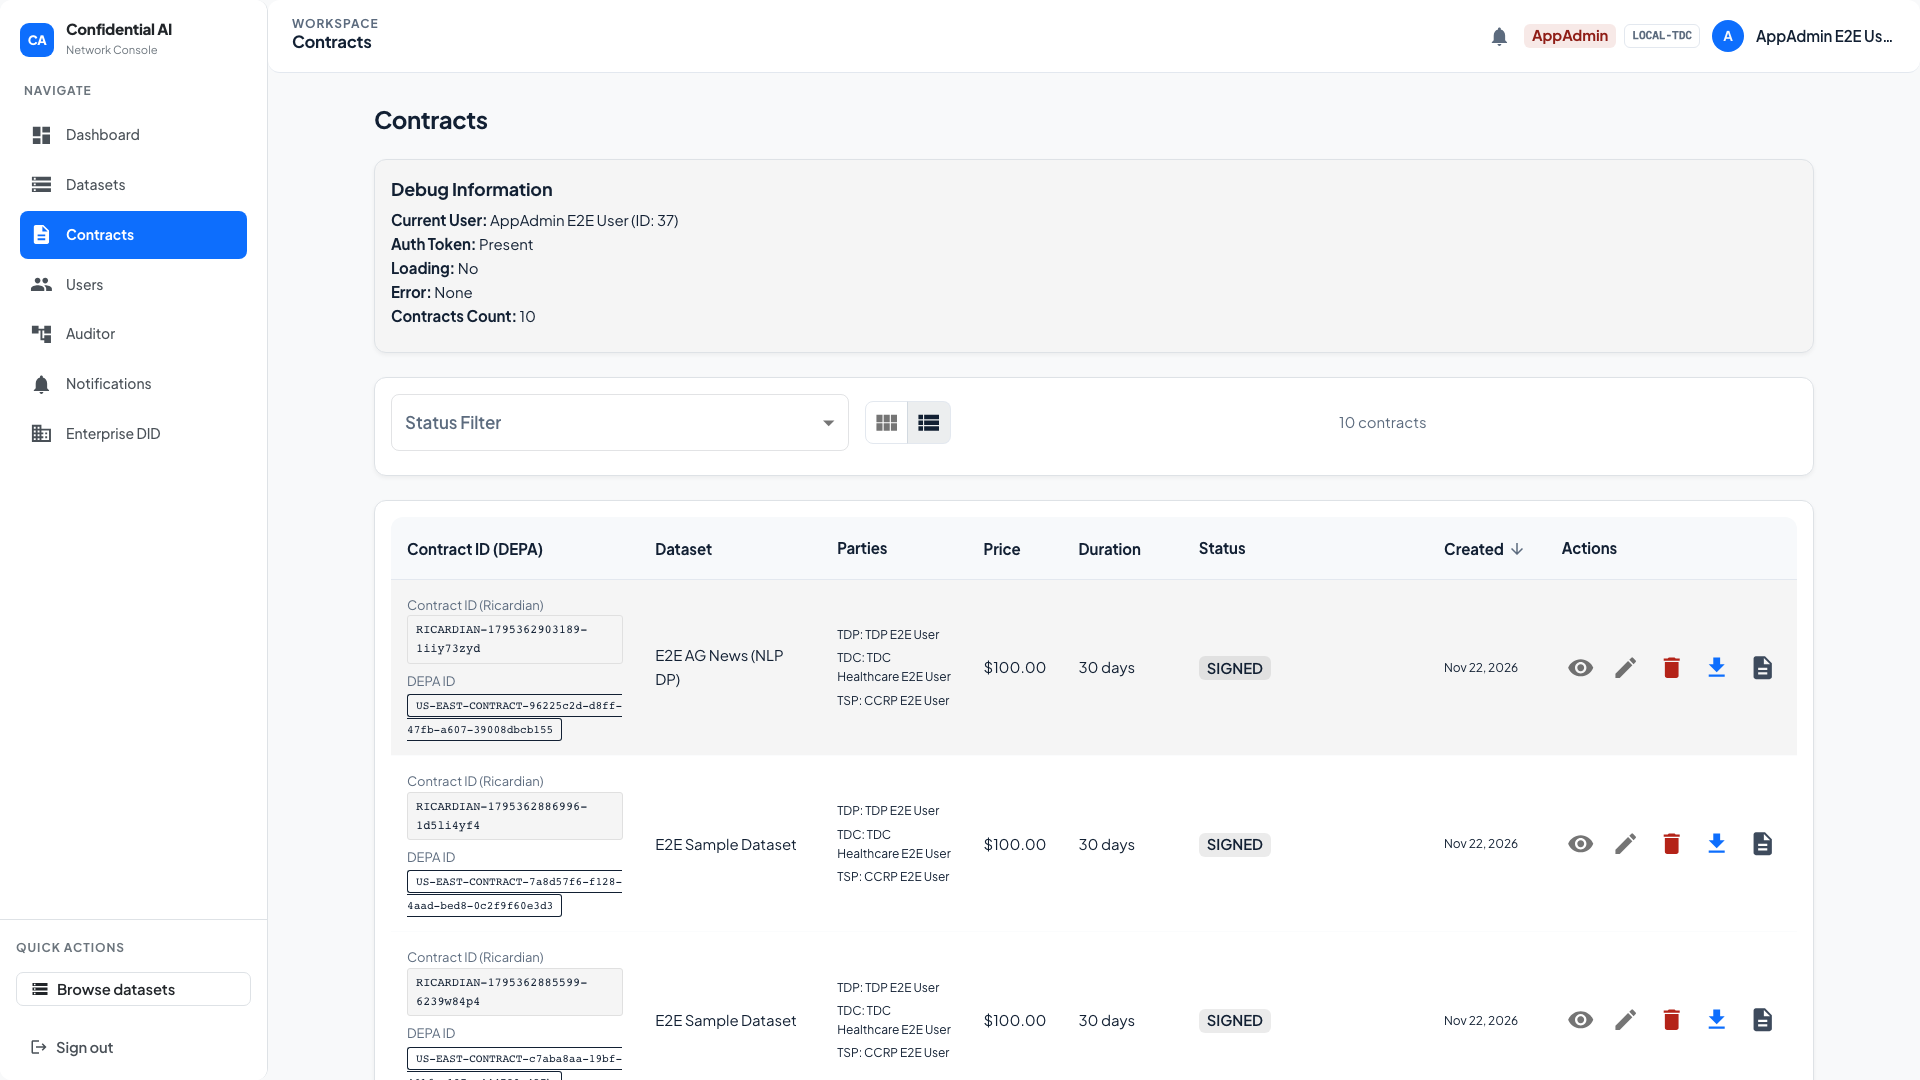 CA
Confidential AI
Network Console
NAVIGATE
Dashboard
Datasets
Contracts
Users
Auditor
Notifications
Enterprise DID
QUICK ACTIONS
Browse datasets
Sign out
WORKSPACE
Contracts
AppAdmin
LOCAL-TDC
A
AppAdmin E2E Us...
Contracts
Debug Information
Current User: AppAdmin E2E User (ID: 37)
Auth Token: Present
Loading: No
Error: None
Contracts Count: 10
Status Filter
10 contracts
Contract ID (DEPA) Dataset Parties Price Duration Status Created Actions
Contract ID (Ricardian)
RICARDIAN-1795362903189-
1iiy73zyd
DEPA ID
US-EAST-CONTRACT-96225c2d-d8ff-
47fb-a607-39008dbcb155
E2E AG News (NLP
DP)
TDP: TDP E2E User
TDC: TDC
Healthcare E2E User
TSP: CCRP E2E User
$100.00
30 days
SIGNED
Nov 22, 2026
Contract ID (Ricardian)
RICARDIAN-1795362886996-
1d5li4yf4
DEPA ID
US-EAST-CONTRACT-7a8d57f6-f128-
4aad-bed8-0c2f9f60e3d3
E2E Sample Dataset
TDP: TDP E2E User
TDC: TDC
Healthcare E2E User
TSP: CCRP E2E User
$100.00
30 days
SIGNED
Nov 22, 2026
Contract ID (Ricardian)
RICARDIAN-1795362885599-
6239w84p4
DEPA ID
US-EAST-CONTRACT-c7aba8aa-19bf-
E2E Sample Dataset
TDP: TDP E2E User
TDC: TDC
Healthcare E2E User
TSP: CCRP E2E User
$100.00
30 days
SIGNED
Nov 22, 2026